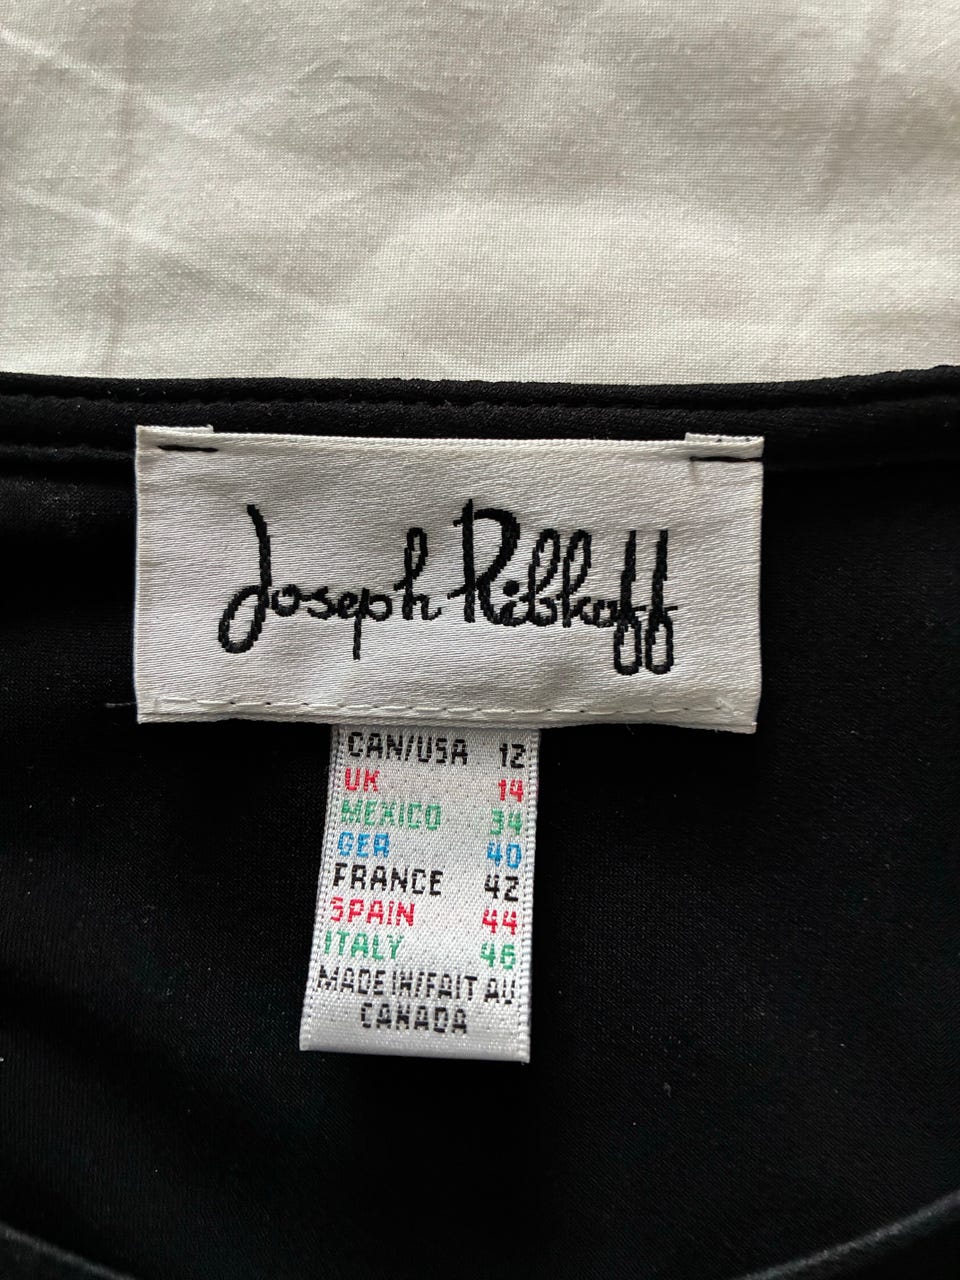 Joseph Ribkoff
CAN/USA 12
UK 14
MEXICO 34
GER 40
FRANCE 42
SPAIN 44
ITALY 46
MADE IN/FAIT AU
CANADA